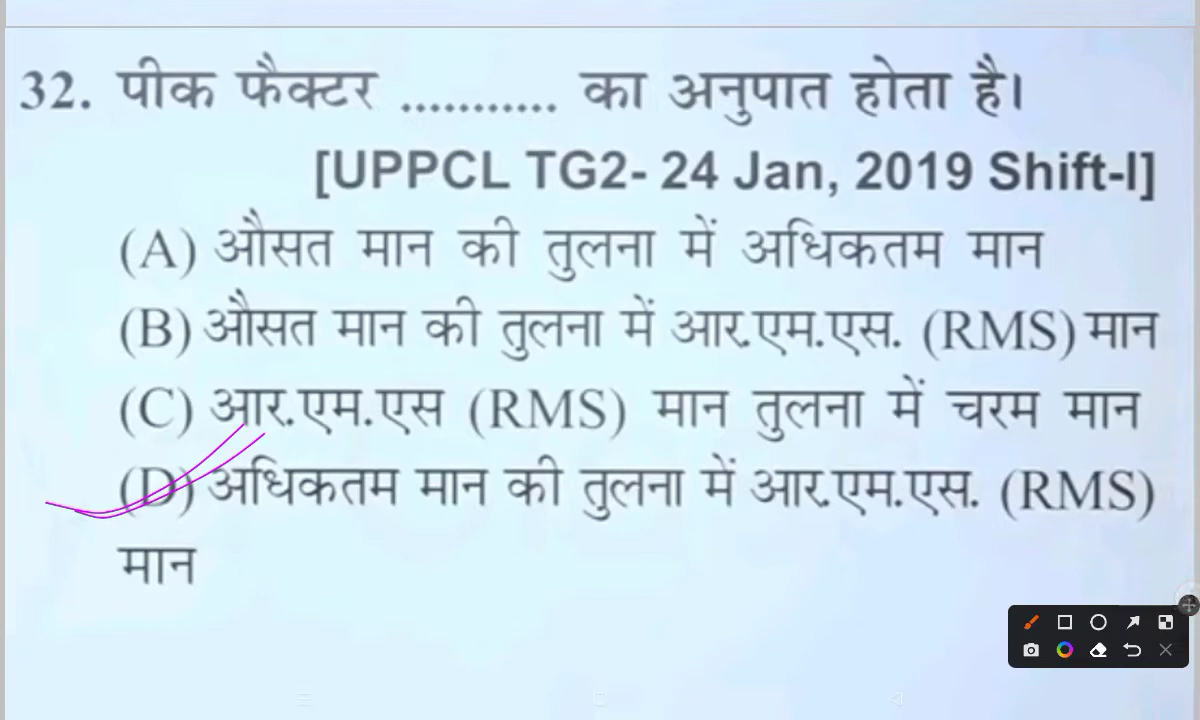 32. पीक फैक्टर ........... का अनुपात होता है।
[UPPCL TG2- 24 Jan, 2019 Shift-I]
(A) औसत मान की तुलना में अधिकतम मान
(B) औसत मान की तुलना में आर.एम.एस. (RMS) मान
(C) आर.एम.एस (RMS) मान तुलना में चरम मान
(D) अधिकतम मान की तुलना में आर.एम.एस. (RMS)
मान